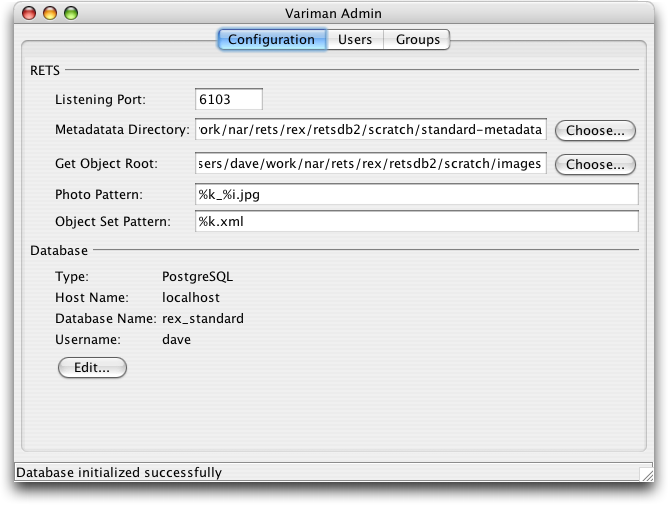 Variman Admin
Configuration Users Groups
RETS
Listening Port: 6103
Metadatata Directory: ork/nar/rets/rex/retsdb2/scratch/standard-metadata Choose...
Get Object Root: sers/dave/work/nar/rets/rex/retsdb2/scratch/images Choose...
Photo Pattern: %k_%i.jpg
Object Set Pattern: %k.xml
Database
Type: PostgreSQL
Host Name: localhost
Database Name: rex_standard
Username: dave
Edit...
Database initialized successfully